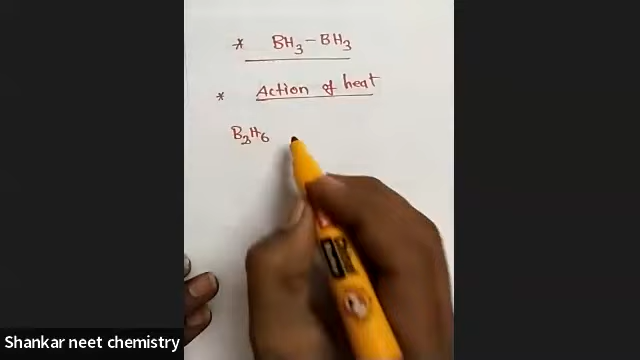 * BH3-BH3
* Action of heat
B2H6
Shankar neet chemistry